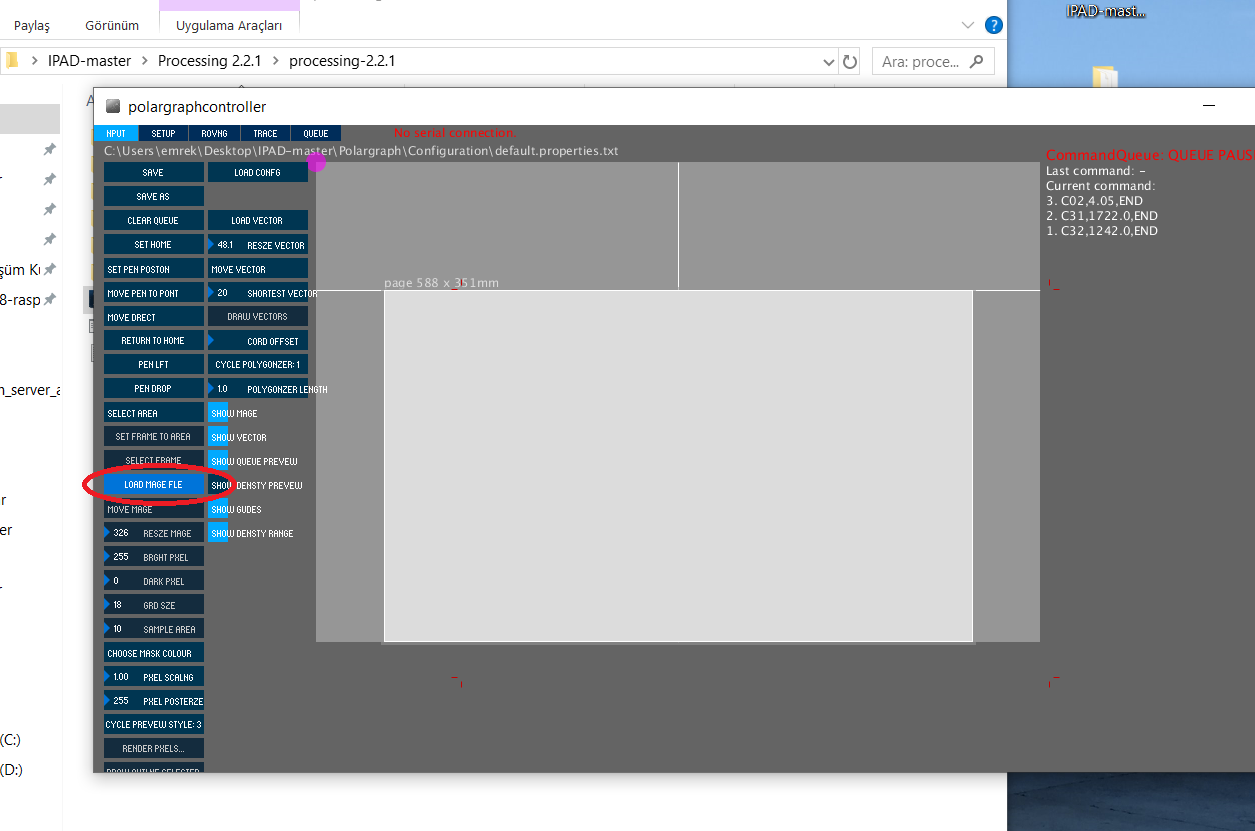 IPAD-mast...
Paylaş Görünüm Uygulama Araçları ?
IPAD-master > Processing 2.2.1 > processing-2.2.1
Ara: proce...
polargraphcontroller
NPUT SETUP ROVNG TRACE QUEUE No serial connection.
C:\Users\emrek\Desktop\IPAD-master\Polargraph\Configuration\default.properties.txt
SAVE LOAD CONFG
SAVE AS
CLEAR QUEUE LOAD VECTOR
SET HOME 48.1 RESZE VECTOR
SET PEN POSTON MOVE VECTOR
MOVE PEN TO PONT 20 SHORTEST VECTOR
MOVE DRECT DRAW VECTORS
RETURN TO HOME CORD OFFSET
PEN LFT CYCLE POLYGONZER: 1
PEN DROP 1.0 POLYGONZER LENGTH
SELECT AREA SHOW MAGE
SET FRAME TO AREA SHOW VECTOR
SELECT FRAME SHOW QUEUE PREVEW
LOAD MAGE FLE SHOW DENSTY PREVEW
MOVE MAGE SHOW GUDES
326 RESZE MAGE SHOW DENSTY RANGE
255 BRGHT PXEL
0 DARK PXEL
18 GRD SZE
10 SAMPLE AREA
CHOOSE MASK COLOUR
1.00 PXEL SCALNG
255 PXEL POSTERZE
CYCLE PREVEW STYLE: 3
RENDER PXELS...
page 588 x 351mm
CommandQueue: QUEUE PAUS
Last command: -
Current command:
3. C02,4.05,END
2. C31,1722.0,END
1. C32,1242.0,END
şüm Kı
8-rasp
n_server_a
(C:)
(D:)